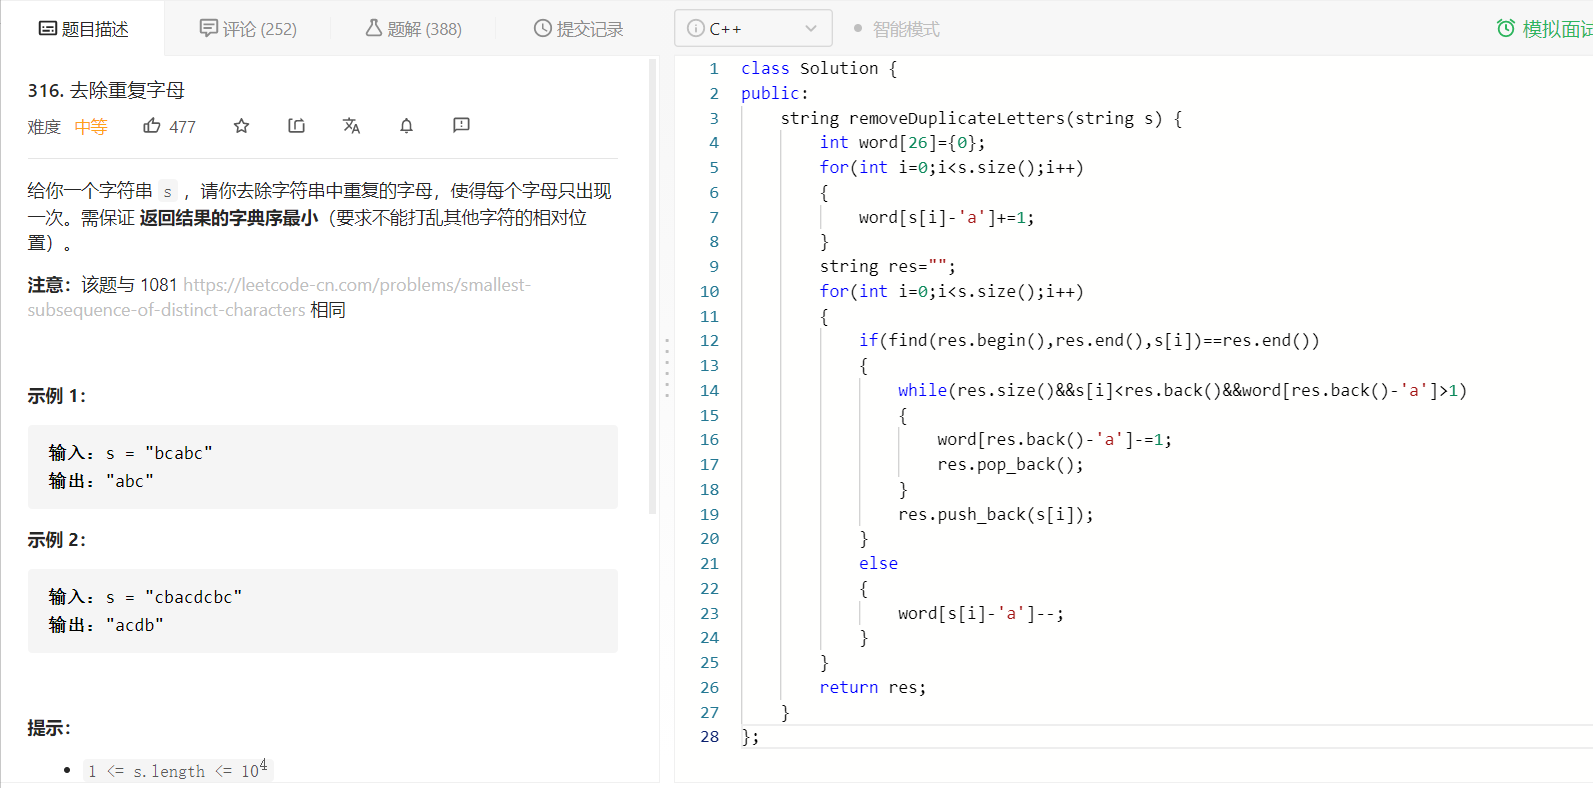 题目描述
评论 (252)
题解 (388)
提交记录
C++
智能模式
模拟面试
316. 去除重复字母
难度 中等 477
给你一个字符串 s ，请你去除字符串中重复的字母，使得每个字母只出现
一次。需保证 返回结果的字典序最小（要求不能打乱其他字符的相对位
置）。
注意：该题与 1081 https://leetcode-cn.com/problems/smallest-
subsequence-of-distinct-characters 相同
示例 1：
输入：s = "bcabc"
输出："abc"
示例 2：
输入：s = "cbacdcbc"
输出："acdb"
提示：
• 1 <= s.length <= 10^4
1 class Solution {
2 public:
3     string removeDuplicateLetters(string s) {
4         int word[26]={0};
5         for(int i=0;i<s.size();i++)
6         {
7             word[s[i]-'a']+=1;
8         }
9         string res="";
10         for(int i=0;i<s.size();i++)
11         {
12             if(find(res.begin(),res.end(),s[i])==res.end())
13             {
14                 while(res.size()&&s[i]<res.back()&&word[res.back()-'a']>1)
15                 {
16                     word[res.back()-'a']-=1;
17                     res.pop_back();
18                 }
19                 res.push_back(s[i]);
20             }
21             else
22             {
23                 word[s[i]-'a']--;
24             }
25         }
26         return res;
27     }
28 };